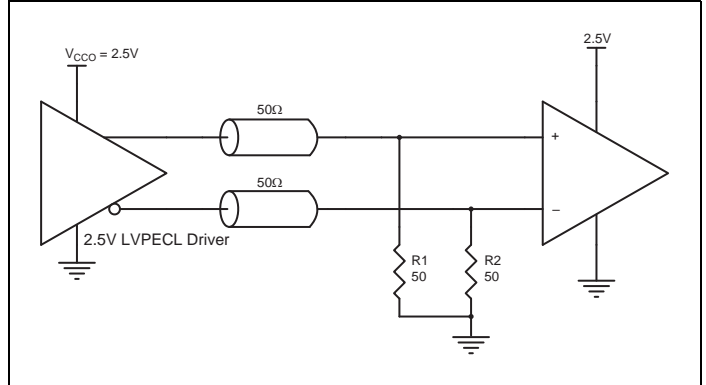 2.5V
V_CCO = 2.5V
50Ω
+
50Ω
–
2.5V LVPECL Driver
R1
50
R2
50